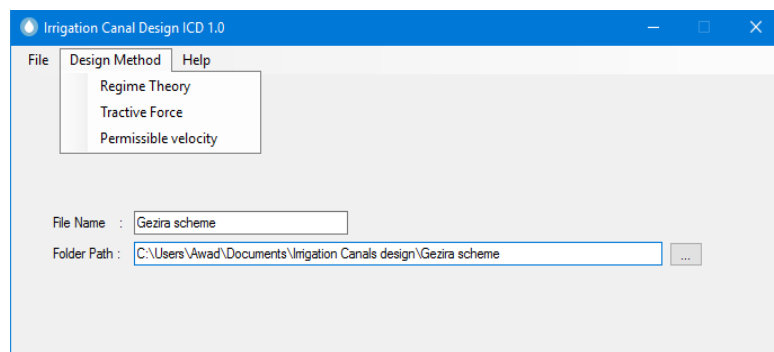 Irrigation Canal Design ICD 1.0
File Design Method Help
Regime Theory
Tractive Force
Permissible velocity
File Name : Gezira scheme
Folder Path : C:\Users\Awad\Documents\Irrigation Canals design\Gezira scheme ...